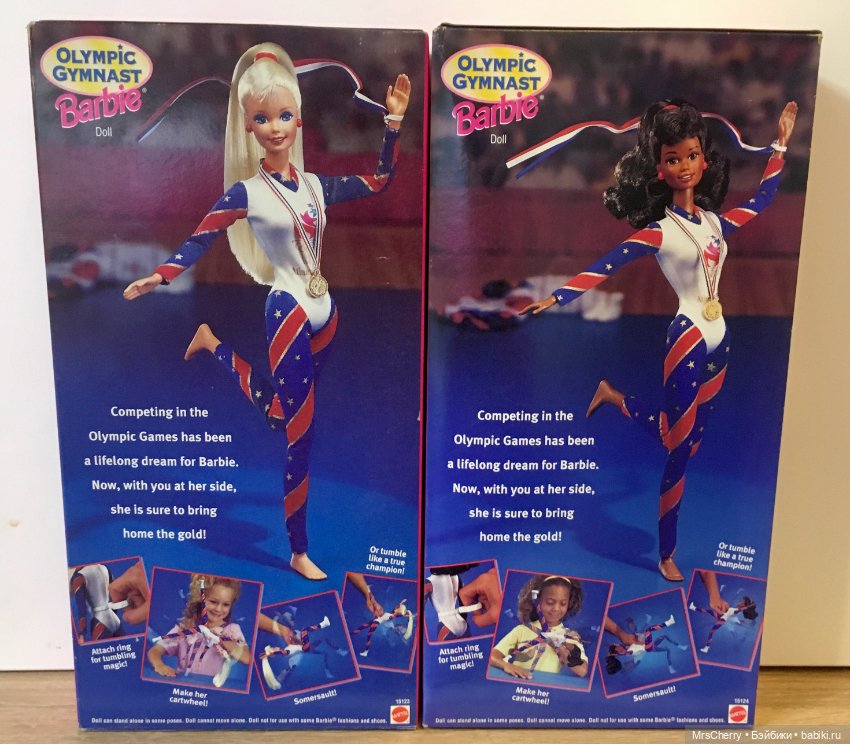 OLYMPIC
GYMNAST
Barbie®
Doll
Competing in the
Olympic Games has been
a lifelong dream for Barbie.
Now, with you at her side,
she is sure to bring
home the gold!
Or tumble
like a true
champion!
Attach ring
for tumbling
magic!
Make her
cartwheel!
Somersault!
15123
MATTEL
Doll can stand alone in some poses. Doll cannot move alone. Doll not for use with some Barbie® fashions and shoes.
OLYMPIC
GYMNAST
Barbie®
Doll
Competing in the
Olympic Games has been
a lifelong dream for Barbie.
Now, with you at her side,
she is sure to bring
home the gold!
Or tumble
like a true
champion!
Attach ring
for tumbling
magic!
Make her
cartwheel!
Somersault!
15124
MATTEL
Doll can stand alone in some poses. Doll cannot move alone. Doll not for use with some Barbie® fashions and shoes.
MrsCherry • Бэйбики • babiki.ru